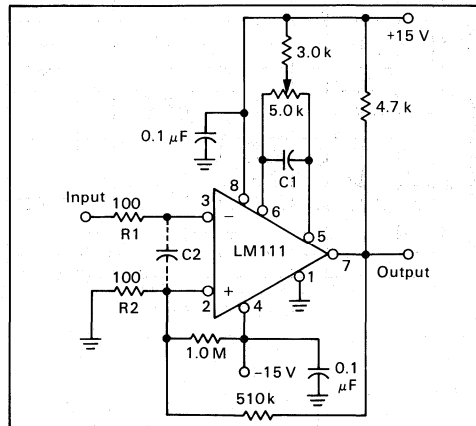 +15 V
3.0 k
5.0 k
4.7 k
0.1 µF
C1
Input
100
R1
3
−
8
6
5
LM111
7
Output
C2
1
100
R2
2
+
4
1.0 M
−15 V
0.1
µF
510 k